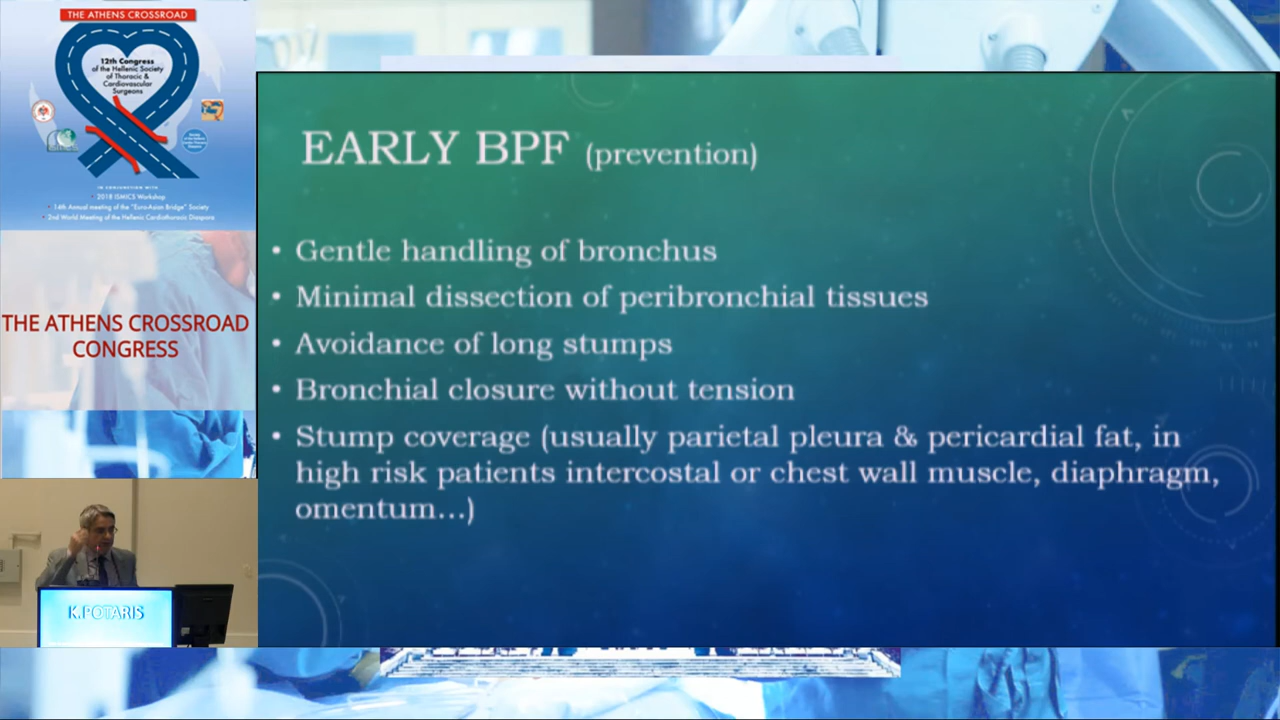 THE ATHENS CROSSROAD
12th Congress
of the Hellenic Society
of Thoracic &
Cardiovascular
Surgeons
IN CONJUNCTION WITH
• 2018 ISMICS Workshop
• 14th Annual meeting of the "Euro-Asian Bridge" Society
• 2nd World Meeting of the Hellenic Cardiothoracic Diaspora
THE ATHENS CROSSROAD
CONGRESS
K.POTARIS
EARLY BPF (prevention)
• Gentle handling of bronchus
• Minimal dissection of peribronchial tissues
• Avoidance of long stumps
• Bronchial closure without tension
• Stump coverage (usually parietal pleura & pericardial fat, in
high risk patients intercostal or chest wall muscle, diaphragm,
omentum...)